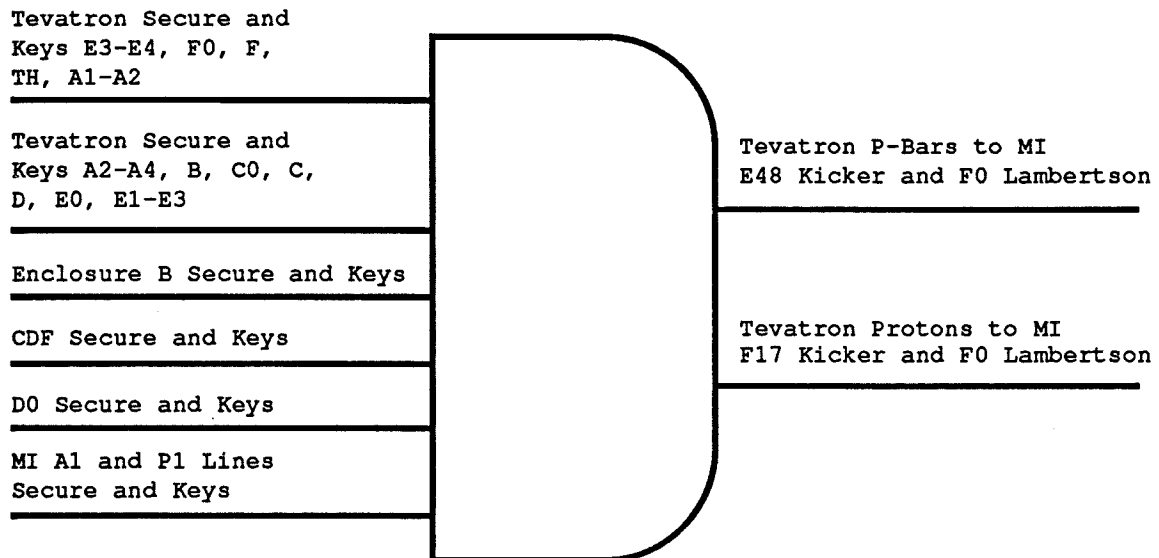 Tevatron Secure and
Keys E3-E4, F0, F,
TH, A1-A2
Tevatron Secure and
Keys A2-A4, B, C0, C,
D, E0, E1-E3
Enclosure B Secure and Keys
CDF Secure and Keys
D0 Secure and Keys
MI A1 and P1 Lines
Secure and Keys
Tevatron P-Bars to MI
E48 Kicker and F0 Lambertson
Tevatron Protons to MI
F17 Kicker and F0 Lambertson